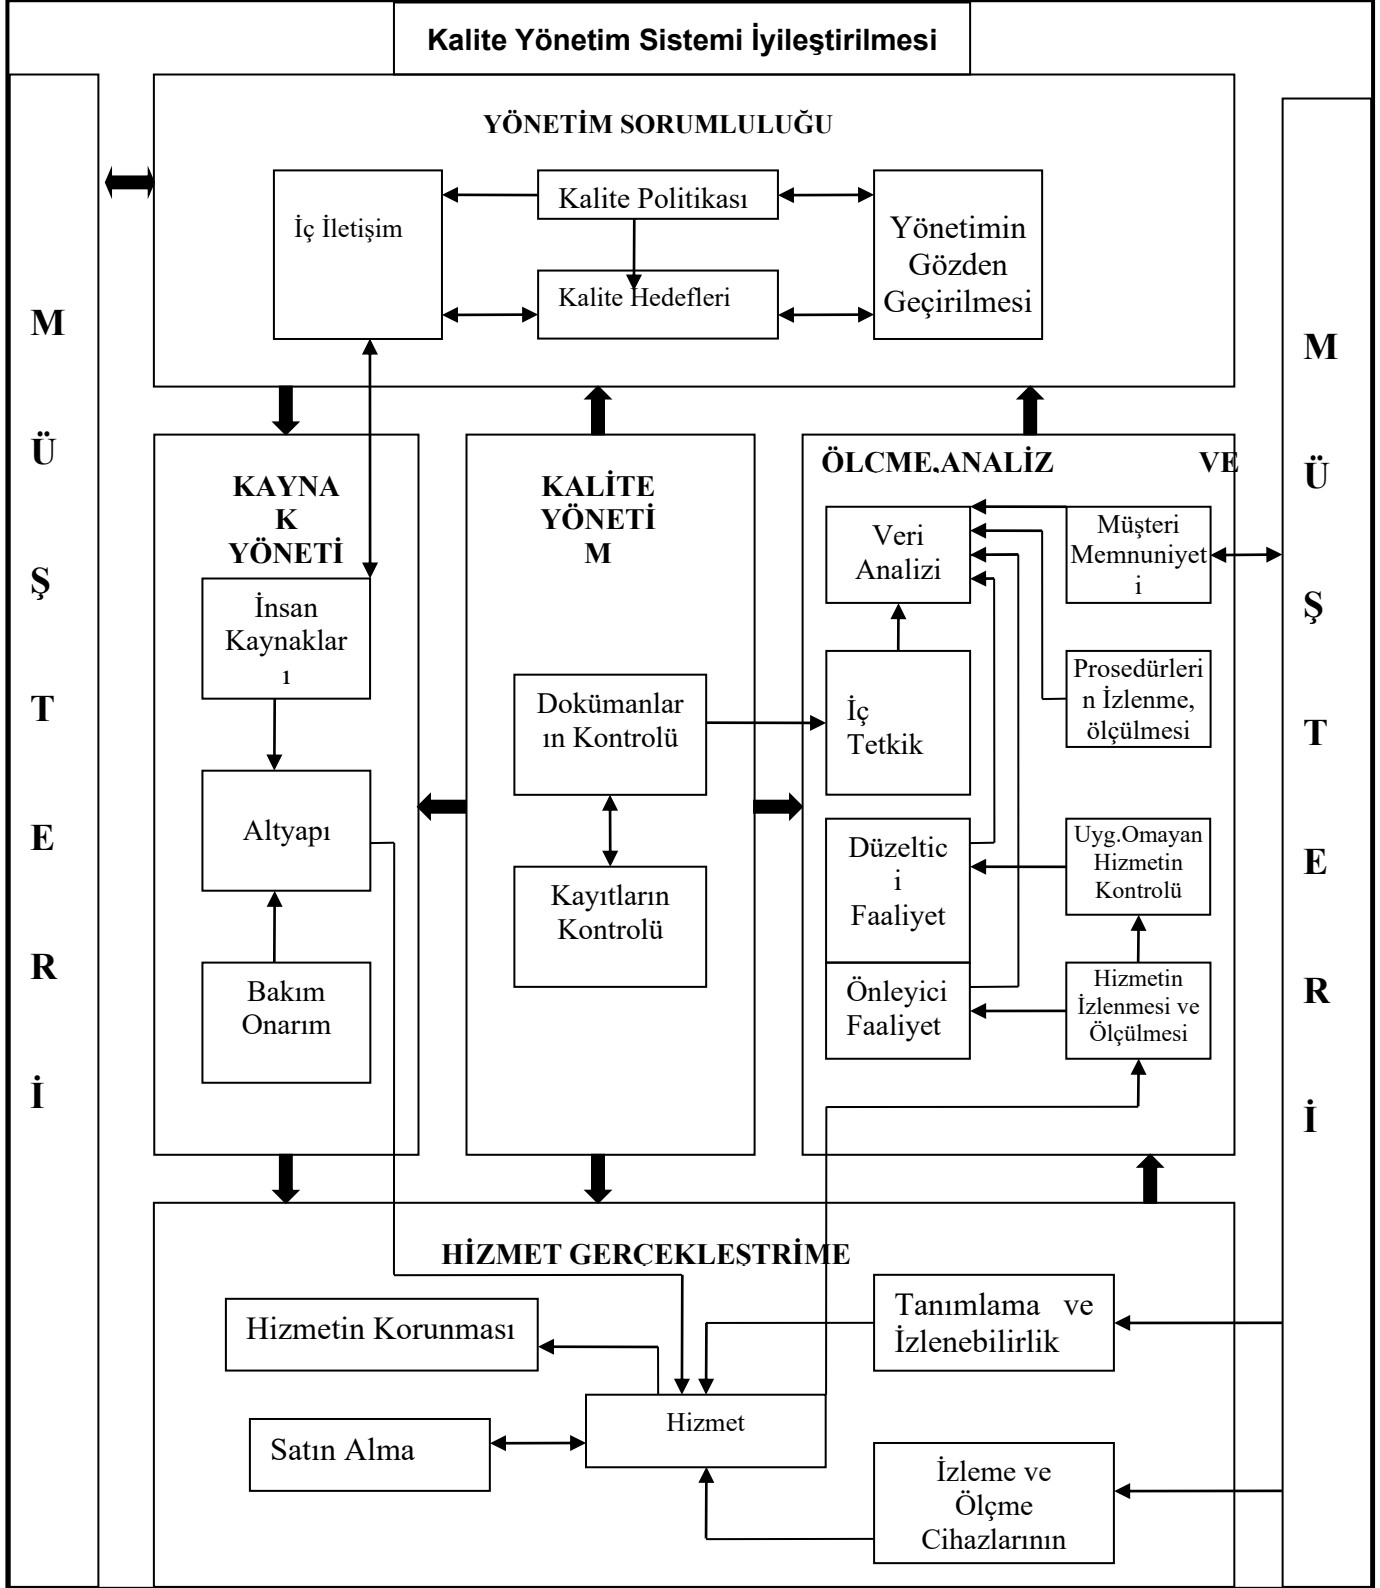 Kalite Yönetim Sistemi İyileştirilmesi
M
Ü
Ş
T
E
R
İ
YÖNETİM SORUMLULUĞU
İç İletişim
Kalite Politikası
Kalite Hedefleri
Yönetimin
Gözden
Geçirilmesi
KAYNA
K
YÖNETİ
İnsan
Kaynaklar
ı
Altyapı
Bakım
Onarım
KALİTE
YÖNETİ
M
Dokümanlar
ın Kontrolü
Kayıtların
Kontrolü
ÖLÇME,ANALİZ VE
Veri
Analizi
Müşteri
Memnuniyet
i
İç
Tetkik
Prosedürleri
n İzlenme,
ölçülmesi
Düzeltic
i
Faaliyet
Uyg.Omayan
Hizmetin
Kontrolü
Önleyici
Faaliyet
Hizmetin
İzlenmesi ve
Ölçülmesi
HİZMET GERÇEKLEŞTRİME
Hizmetin Korunması
Tanımlama ve
İzlenebilirlik
Hizmet
Satın Alma
İzleme ve
Ölçme
Cihazlarının
M
Ü
Ş
T
E
R
İ